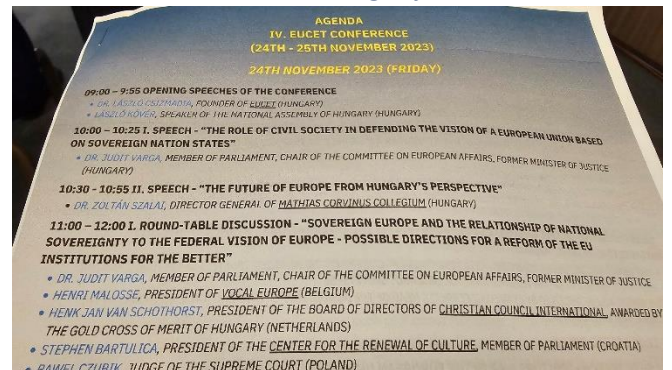 AGENDA
IV. EUCET CONFERENCE
(24TH - 25TH NOVEMBER 2023)
24TH NOVEMBER 2023 (FRIDAY)
09:00 – 9:55 OPENING SPEECHES OF THE CONFERENCE
• DR. LÁSZLÓ CSIZMADIA, FOUNDER OF EUCET (HUNGARY)
• LÁSZLÓ KÖVÉR, SPEAKER OF THE NATIONAL ASSEMBLY OF HUNGARY (HUNGARY)
10:00 – 10:25 I. SPEECH - "THE ROLE OF CIVIL SOCIETY IN DEFENDING THE VISION OF A EUROPEAN UNION BASED
ON SOVEREIGN NATION STATES"
• DR. JUDIT VARGA, MEMBER OF PARLIAMENT, CHAIR OF THE COMMITTEE ON EUROPEAN AFFAIRS, FORMER MINISTER OF JUSTICE
(HUNGARY)
10:30 - 10:55 II. SPEECH - "THE FUTURE OF EUROPE FROM HUNGARY'S PERSPECTIVE"
• DR. ZOLTÁN SZALAI, DIRECTOR GENERAL OF MATHIAS CORVINUS COLLEGIUM (HUNGARY)
11:00 – 12:00 I. ROUND-TABLE DISCUSSION - "SOVEREIGN EUROPE AND THE RELATIONSHIP OF NATIONAL
SOVEREIGNTY TO THE FEDERAL VISION OF EUROPE - POSSIBLE DIRECTIONS FOR A REFORM OF THE EU
INSTITUTIONS FOR THE BETTER"
• DR. JUDIT VARGA, MEMBER OF PARLIAMENT, CHAIR OF THE COMMITTEE ON EUROPEAN AFFAIRS, FORMER MINISTER OF JUSTICE
• HENRI MALOSSE, PRESIDENT OF VOCAL EUROPE (BELGIUM)
• HENK JAN VAN SCHOTHORST, PRESIDENT OF THE BOARD OF DIRECTORS OF CHRISTIAN COUNCIL INTERNATIONAL, AWARDED BY
THE GOLD CROSS OF MERIT OF HUNGARY (NETHERLANDS)
• STEPHEN BARTULICA, PRESIDENT OF THE CENTER FOR THE RENEWAL OF CULTURE, MEMBER OF PARLIAMENT (CROATIA)
• PAWEL CZUBIK, JUDGE OF THE SUPREME COURT (POLAND)